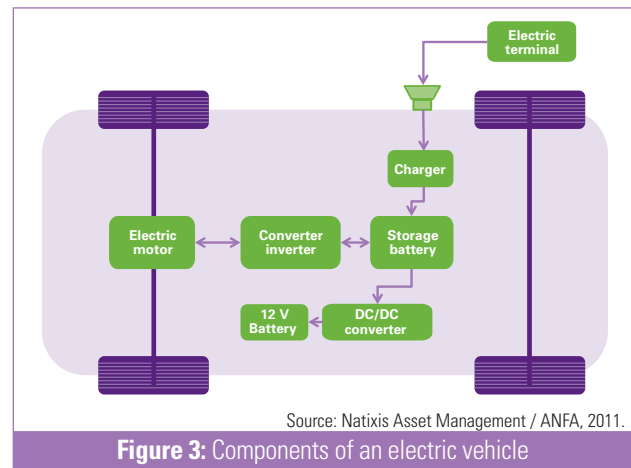 Electric
terminal
Charger
Electric
motor
Converter
inverter
Storage
battery
12 V
Battery
DC/DC
converter
Source: Natixis Asset Management / ANFA, 2011.
Figure 3: Components of an electric vehicle